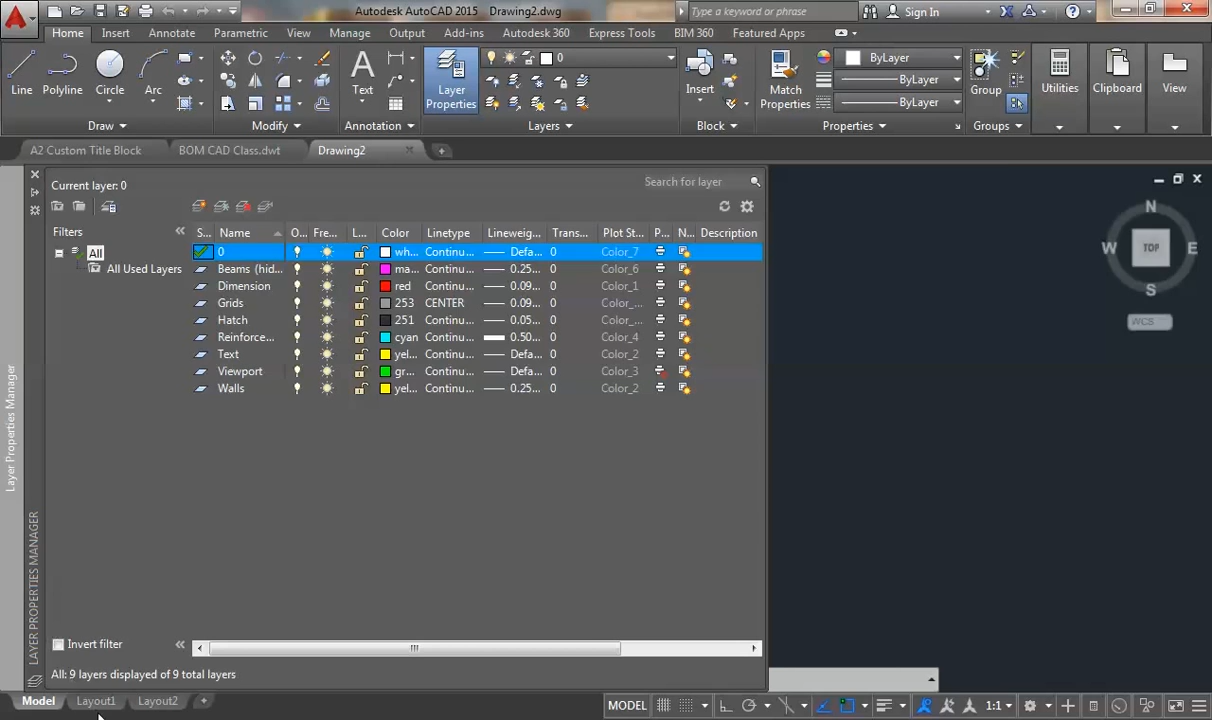 Autodesk AutoCAD 2015 Drawing2.dwg
Type a keyword or phrase
Sign In
Home Insert Annotate Parametric View Manage Output Add-ins Autodesk 360 Express Tools BIM 360 Featured Apps
Line Polyline Circle Arc Text Layer Properties 0 Insert Match Properties ByLayer ByLayer ByLayer Group Utilities Clipboard View
Draw Modify Annotation Layers Block Properties Groups
A2 Custom Title Block BOM CAD Class.dwt Drawing2
Current layer: 0
Search for layer
Filters S... Name O... Fre... L... Color Linetype Lineweig... Trans... Plot St... P... N... Description
All 0 wh... Continu... Defa... 0 Color_7
All Used Layers Beams (hid... ma... Continu... 0.25... 0 Color_6
Dimension red Continu... 0.09... 0 Color_1
Grids 253 CENTER 0.09... 0 Color_...
Hatch 251 Continu... 0.05... 0 Color_...
Reinforce... cyan Continu... 0.50... 0 Color_4
Text yel... Continu... Defa... 0 Color_2
Viewport gr... Continu... Defa... 0 Color_3
Walls yel... Continu... 0.25... 0 Color_2
N
W TOP E
S
WCS
Layer Properties Manager
LAYER PROPERTIES MANAGER
Invert filter
All: 9 layers displayed of 9 total layers
Model Layout1 Layout2 + MODEL 1:1